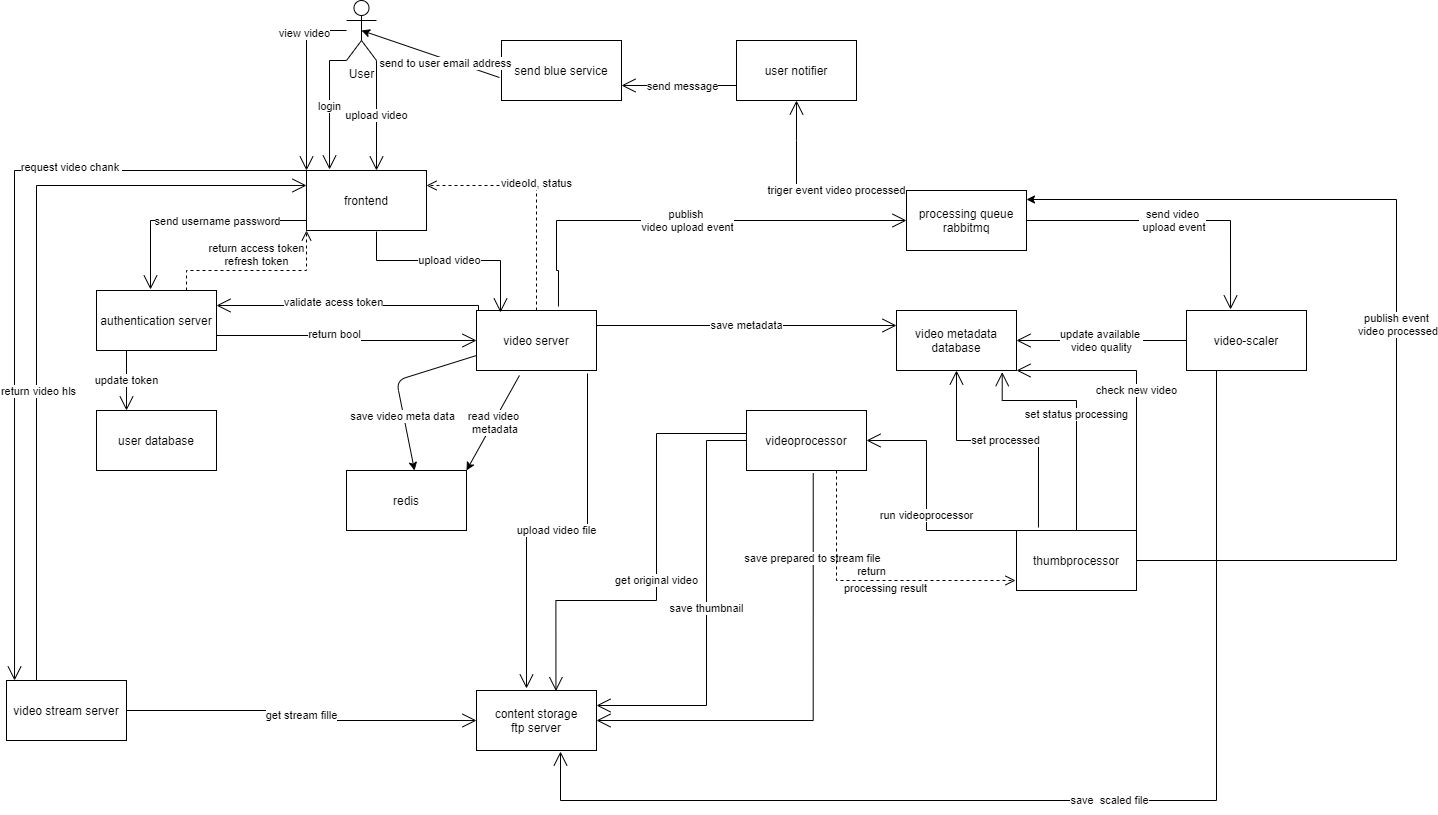 view video
User
send to user email address
send blue service
user notifier
send message
login
upload video
request video chank
frontend
videoId, status
triger event video processed
processing queue
rabbitmq
publish
video upload event
send video
upload event
send username password
return access token
refresh token
upload video
authentication server
validate acess token
return bool
video server
save metadata
video metadata
database
update available
video quality
video-scaler
publish event
video processed
update token
return video hls
user database
save video meta data
read video
metadata
check new video
set status processing
set processed
videoprocessor
redis
run videoprocessor
upload video file
save prepared to stream file
return
processing result
thumbprocessor
get original video
save thumbnail
video stream server
get stream fille
content storage
ftp server
save scaled file